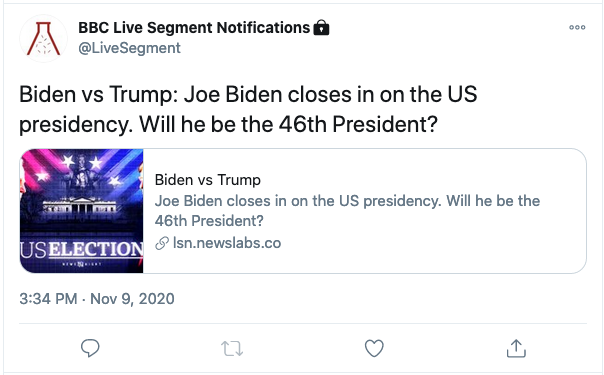 BBC Live Segment Notifications
@LiveSegment
Biden vs Trump: Joe Biden closes in on the US
presidency. Will he be the 46th President?
Biden vs Trump
Joe Biden closes in on the US presidency. Will he be the
46th President?
lsn.newslabs.co
US ELECTION
NEWSNIGHT
3:34 PM · Nov 9, 2020